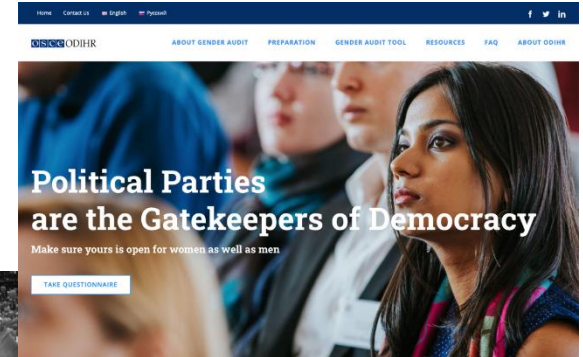 Home Contact Us English Русский
OSCE ODIHR ABOUT GENDER AUDIT PREPARATION GENDER AUDIT TOOL RESOURCES FAQ ABOUT ODIHR
Political Parties
are the Gatekeepers of Democracy
Make sure yours is open for women as well as men
TAKE QUESTIONNAIRE